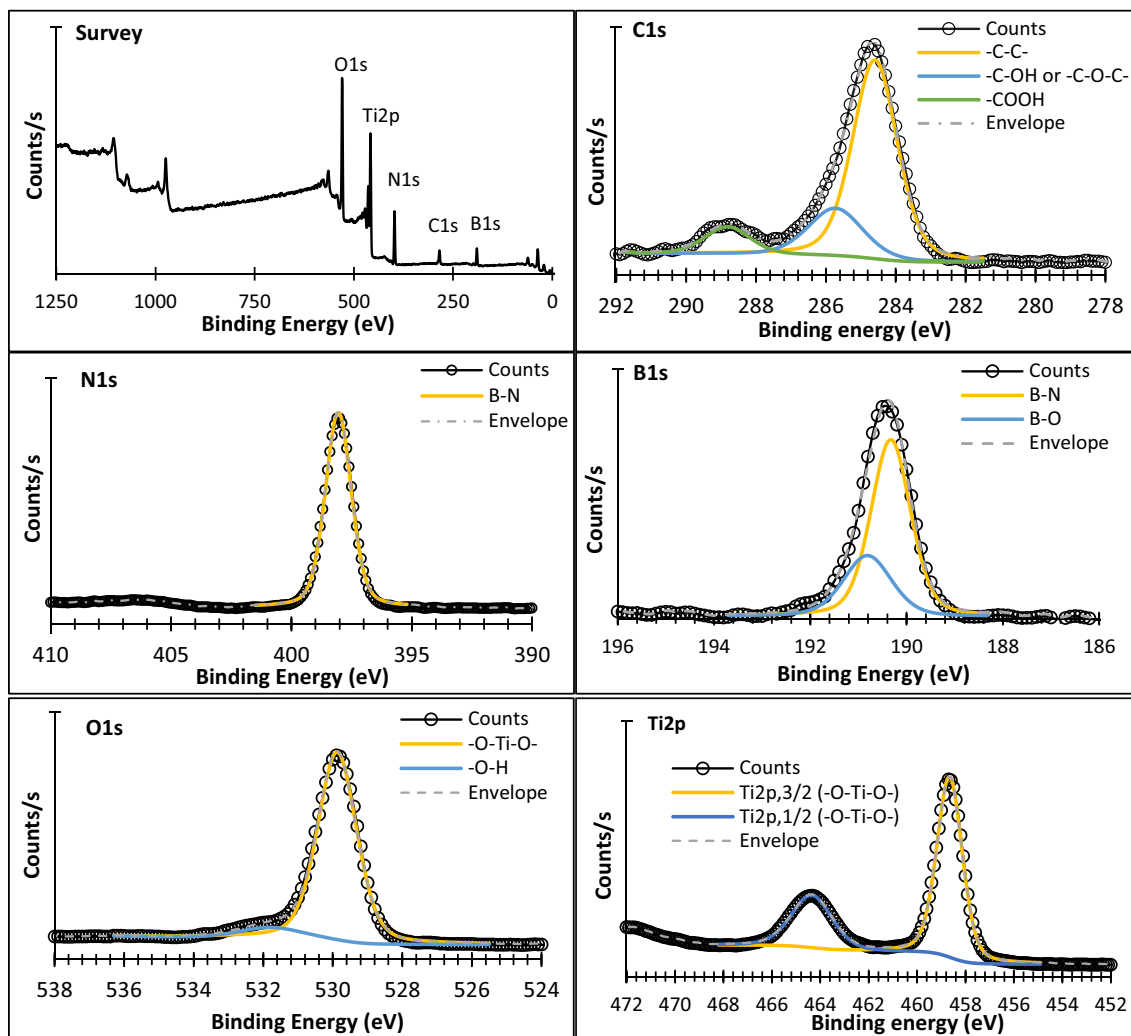 Survey
O1s
Ti2p
N1s
C1s
B1s
Counts/s
1250 1000 750 500 250 0
Binding Energy (eV)
C1s
Counts
-C-C-
-C-OH or -C-O-C-
-COOH
Envelope
Counts/s
292 290 288 286 284 282 280 278
Binding energy (eV)
N1s
Counts
B-N
Envelope
Counts/s
410 405 400 395 390
Binding Energy (eV)
B1s
Counts
B-N
B-O
Envelope
Counts/s
196 194 192 190 188 186
Binding Energy (eV)
O1s
Counts
-O-Ti-O-
-O-H
Envelope
Counts/s
538 536 534 532 530 528 526 524
Binding Energy (eV)
Ti2p
Counts
Ti2p,3/2 (-O-Ti-O-)
Ti2p,1/2 (-O-Ti-O-)
Envelope
Counts/s
472 470 468 466 464 462 460 458 456 454 452
Binding energy (eV)